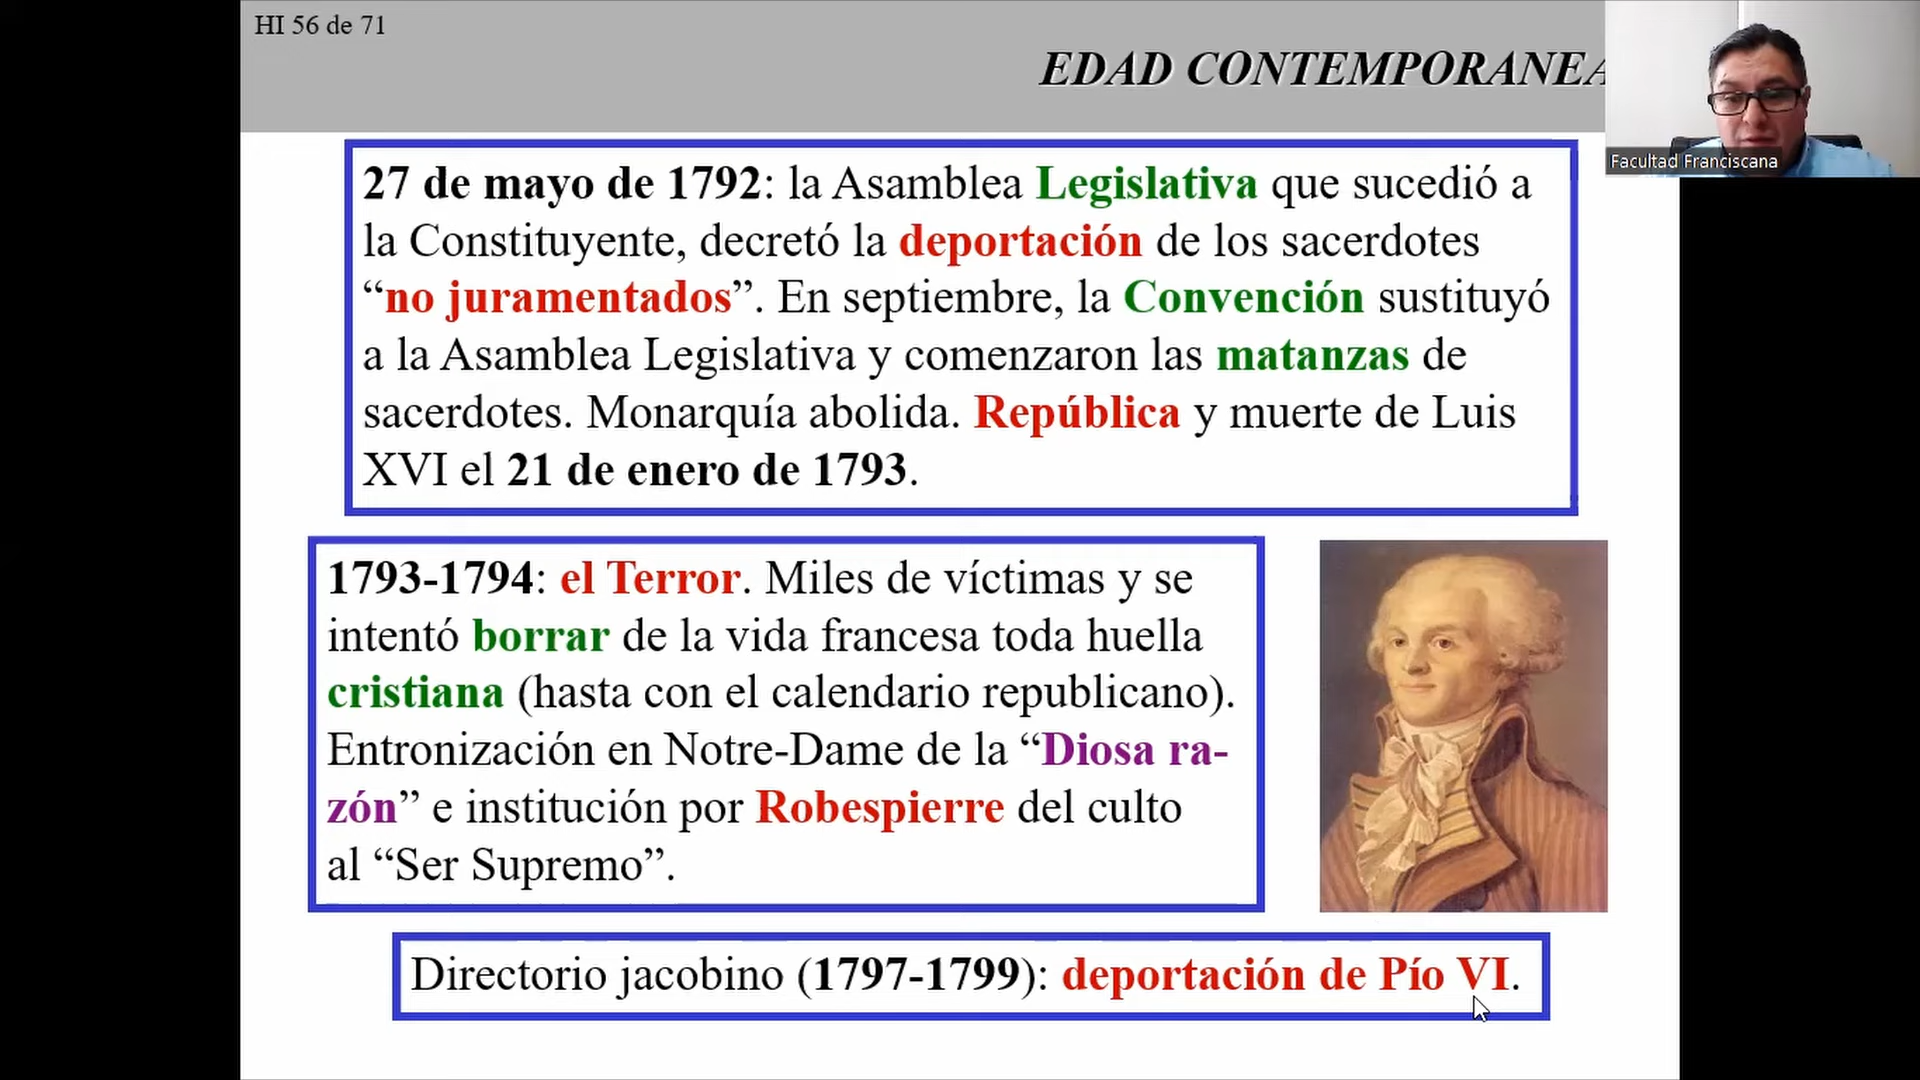 HI 56 de 71
EDAD CONTEMPORANEA
Facultad Franciscana
27 de mayo de 1792: la Asamblea Legislativa que sucedió a
la Constituyente, decretó la deportación de los sacerdotes
“no juramentados”. En septiembre, la Convención sustituyó
a la Asamblea Legislativa y comenzaron las matanzas de
sacerdotes. Monarquía abolida. República y muerte de Luis
XVI el 21 de enero de 1793.
1793-1794: el Terror. Miles de víctimas y se
intentó borrar de la vida francesa toda huella
cristiana (hasta con el calendario republicano).
Entronización en Notre-Dame de la “Diosa ra-
zón” e institución por Robespierre del culto
al “Ser Supremo”.
Directorio jacobino (1797-1799): deportación de Pío VI.